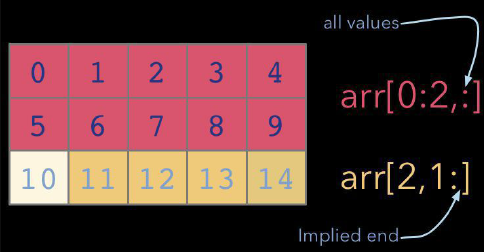 all values
0 1 2 3 4
arr[0:2,:]
5 6 7 8 9
10 11 12 13 14
arr[2,1:]
Implied end